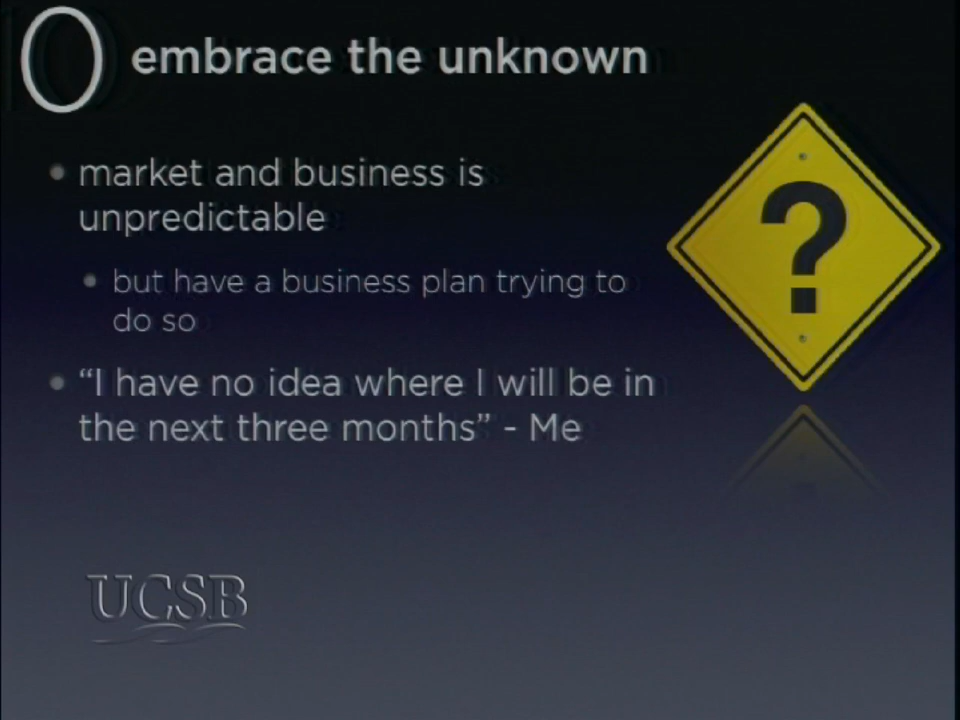 0 embrace the unknown
• market and business is
unpredictable
• but have a business plan trying to
do so
• “I have no idea where I will be in
the next three months” - Me
?
UCSB